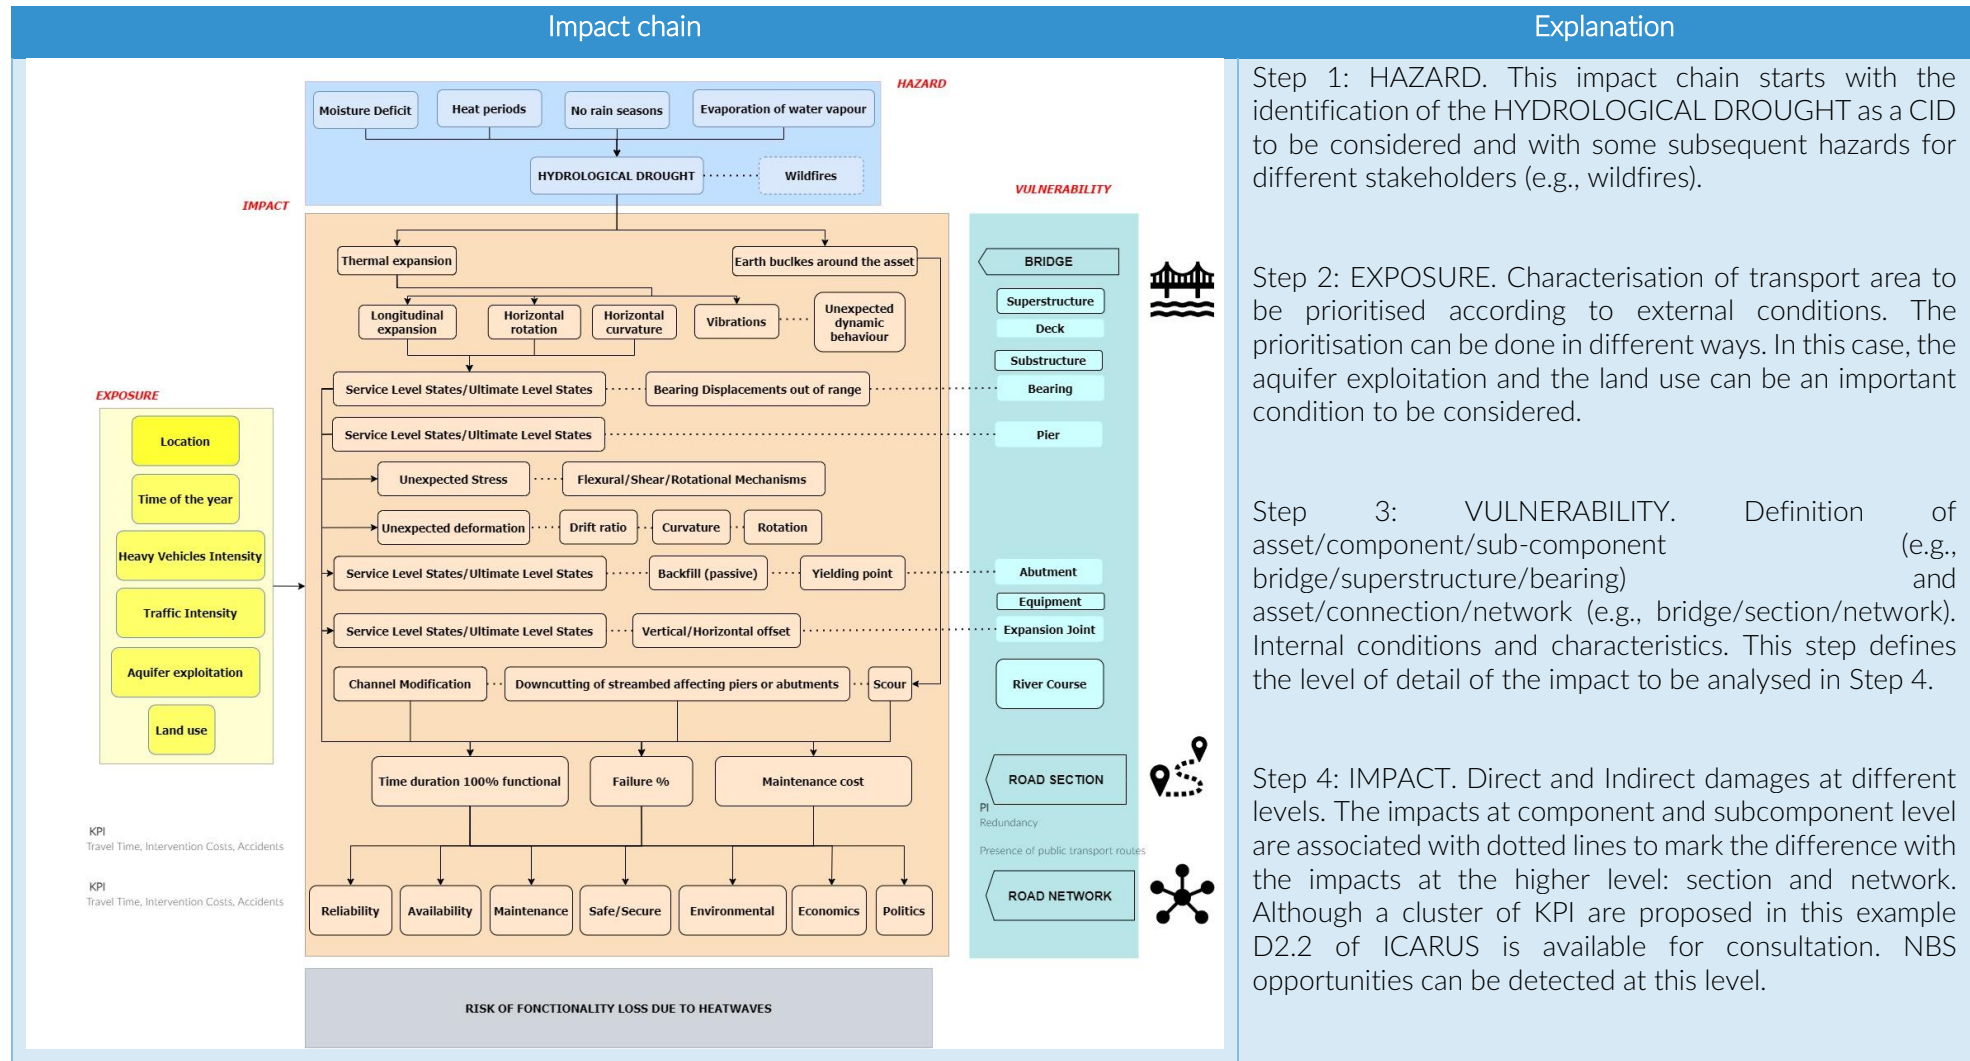 Impact chain
Explanation
HAZARD
Moisture Deficit
Heat periods
No rain seasons
Evaporation of water vapour
HYDROLOGICAL DROUGHT
Wildfires
IMPACT
VULNERABILITY
Thermal expansion
Earth buclkes around the asset
Longitudinal
expansion
Horizontal
rotation
Horizontal
curvature
Vibrations
Unexpected
dynamic
behaviour
Service Level States/Ultimate Level States
Bearing Displacements out of range
Service Level States/Ultimate Level States
Unexpected Stress
Flexural/Shear/Rotational Mechanisms
Unexpected deformation
Drift ratio
Curvature
Rotation
Service Level States/Ultimate Level States
Backfill (passive)
Yielding point
Service Level States/Ultimate Level States
Vertical/Horizontal offset
Channel Modification
Downcutting of streambed affecting piers or abutments
Scour
Time duration 100% functional
Failure %
Maintenance cost
Reliability
Availability
Maintenance
Safe/Secure
Environmental
Economics
Politics
RISK OF FONCTIONALITY LOSS DUE TO HEATWAVES
EXPOSURE
Location
Time of the year
Heavy Vehicles Intensity
Traffic Intensity
Aquifer exploitation
Land use
KPI
Travel Time, Intervention Costs, Accidents
KPI
Travel Time, Intervention Costs, Accidents
BRIDGE
Superstructure
Deck
Substructure
Bearing
Pier
Abutment
Equipment
Expansion Joint
River Course
ROAD SECTION
PI
Redundancy
Presence of public transport routes
ROAD NETWORK
Step 1: HAZARD. This impact chain starts with the
identification of the HYDROLOGICAL DROUGHT as a CID
to be considered and with some subsequent hazards for
different stakeholders (e.g., wildfires).
Step 2: EXPOSURE. Characterisation of transport area to
be prioritised according to external conditions. The
prioritisation can be done in different ways. In this case, the
aquifer exploitation and the land use can be an important
condition to be considered.
Step 3: VULNERABILITY. Definition of
asset/component/sub-component (e.g.,
bridge/superstructure/bearing) and
asset/connection/network (e.g., bridge/section/network).
Internal conditions and characteristics. This step defines
the level of detail of the impact to be analysed in Step 4.
Step 4: IMPACT. Direct and Indirect damages at different
levels. The impacts at component and subcomponent level
are associated with dotted lines to mark the difference with
the impacts at the higher level: section and network.
Although a cluster of KPI are proposed in this example
D2.2 of ICARUS is available for consultation. NBS
opportunities can be detected at this level.